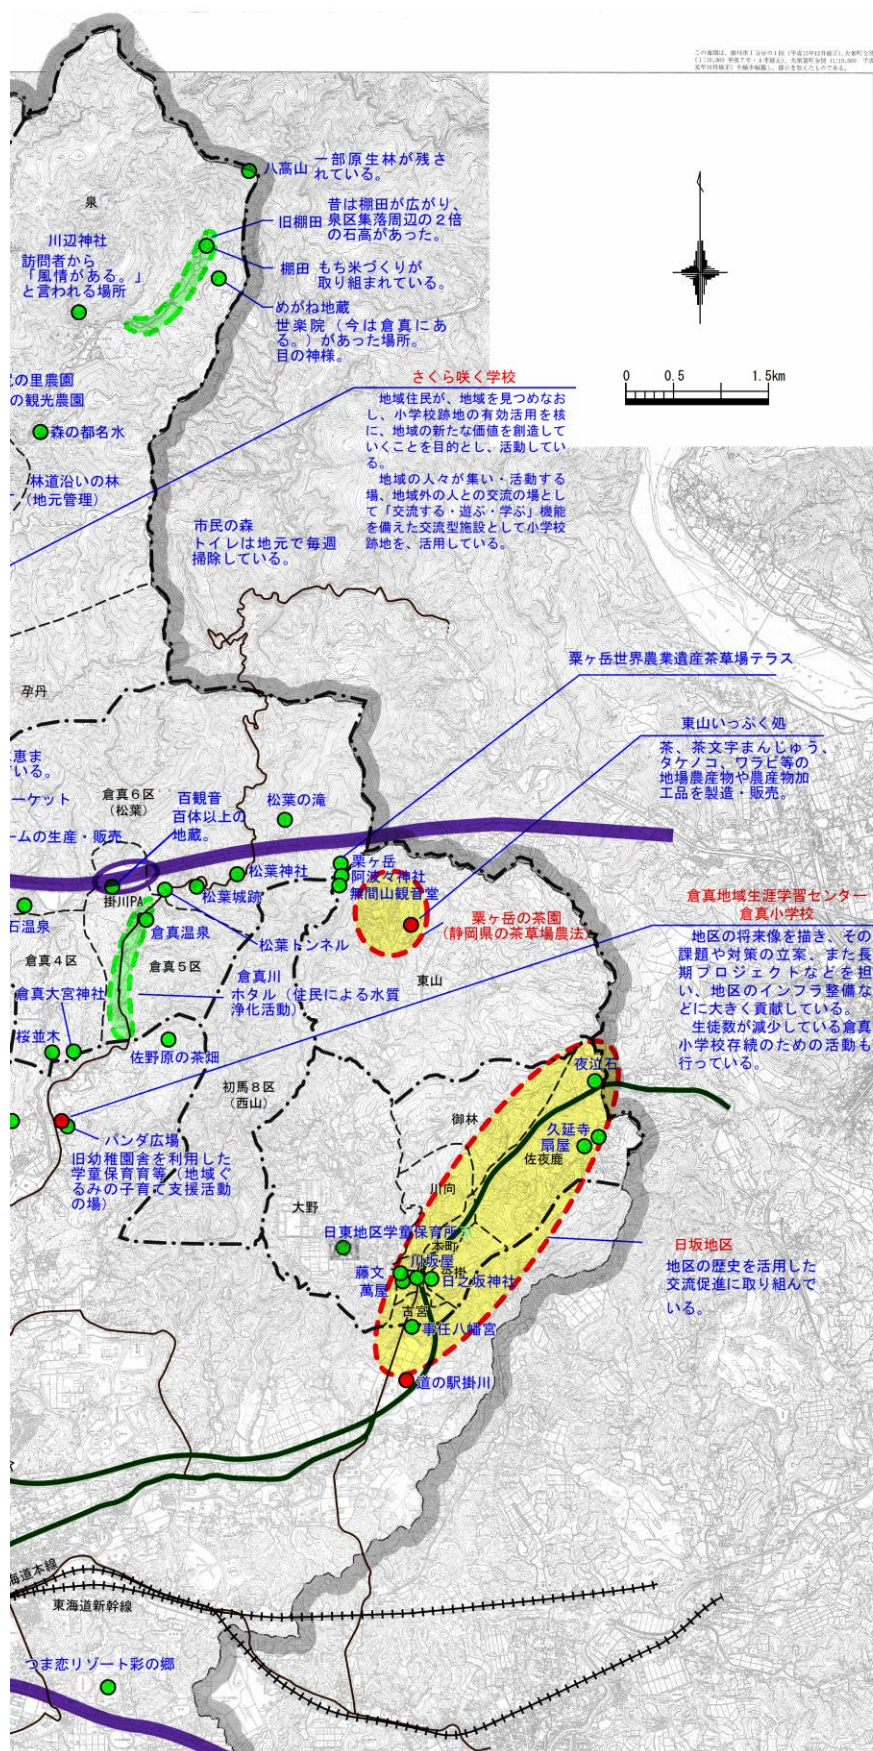 八高山
一部原生林が残さ
れている。
泉
昔は棚田が広がり、
泉区集落周辺の２倍
の石高があった。
旧棚田
川辺神社
訪問者から
「風情がある。」
と言われる場所
棚田
もち米づくりが
取り組まれている。
めがね地蔵
世楽院（今は倉真にあ
る。）があった場所。
目の神様。
0 0.5 1.5km
さくら咲く学校
地域住民が、地域を見つめな
おし、小学校跡地の有効活用を核
に、地域の新たな価値を創造して
いくことを目的とし、活動してい
る。
地域の人々が集い・活動する
場、地域外の人との交流の場とし
て「交流する・遊ぶ・学ぶ」機能
を備えた交流型施設として小学校
跡地を、活用している。
の里農園
の観光農園
森の都名水
林道沿いの林
（地元管理）
市民の森
トイレは地元で毎週
掃除している。
粟ヶ岳世界農業遺産茶草場テラス
孕丹
東山いっぷく処
茶、茶文字まんじゅう、
タケノコ、ワラビ等の
地場農産物や農産物加
工品を製造・販売。
恵ま
いる。
ーケット
倉真６区
（松葉）
百観音
百体以上の
地蔵。
松葉の滝
ームの生産・販売
粟ヶ岳
阿波々神社
無間山観音堂
松葉神社
松葉城跡
掛川PA
石温泉
倉真温泉
松葉トンネル
粟ヶ岳の茶園
（静岡県の茶草場農法）
倉真地域生涯学習センター
倉真小学校
地区の将来像を描き、その
課題や対策の立案、また長
期プロジェクトなどを担
い、地区のインフラ整備な
どに大きく貢献している。
生徒数が減少している倉真
小学校存続のための活動も
行っている。
倉真４区
倉真５区
東山
倉真川
ホタル（住民による水質
浄化活動）
倉真大宮神社
桜並木
佐野原の茶畑
初馬８区
（西山）
夜泣石
御林
久延寺
扇屋
佐夜鹿
パンダ広場
旧幼稚園舎を利用した
学童保育育等（地域ぐ
るみの子育て支援活動
の場）
川向
大野
日東地区学童保育所
本町
日坂地区
地区の歴史を活用した
交流促進に取り組んで
いる。
川坂屋
藤文
沓掛
日之坂神社
萬屋
古宮
事任八幡宮
道の駅掛川
海道本線
東海道新幹線
つま恋リゾート彩の郷